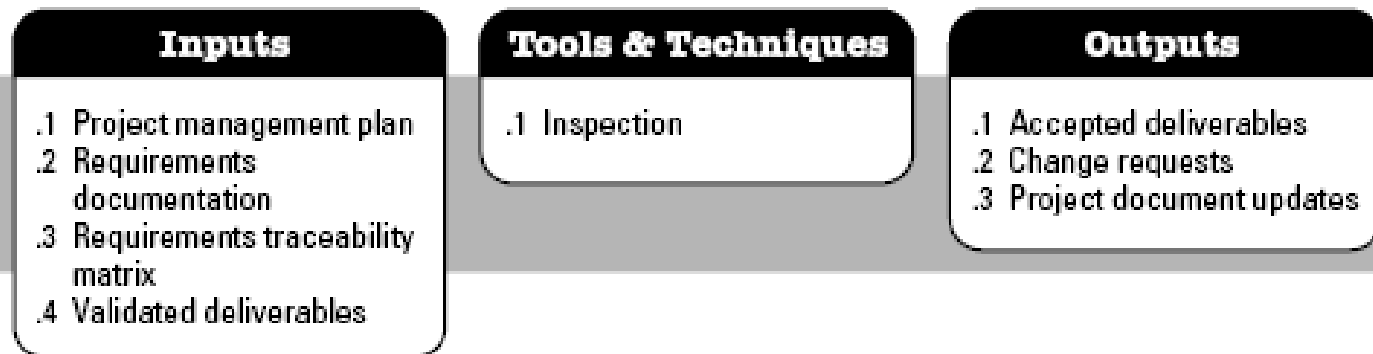 Inputs
.1 Project management plan
.2 Requirements
documentation
.3 Requirements traceability
matrix
.4 Validated deliverables
Tools & Techniques
.1 Inspection
Outputs
.1 Accepted deliverables
.2 Change requests
.3 Project document updates